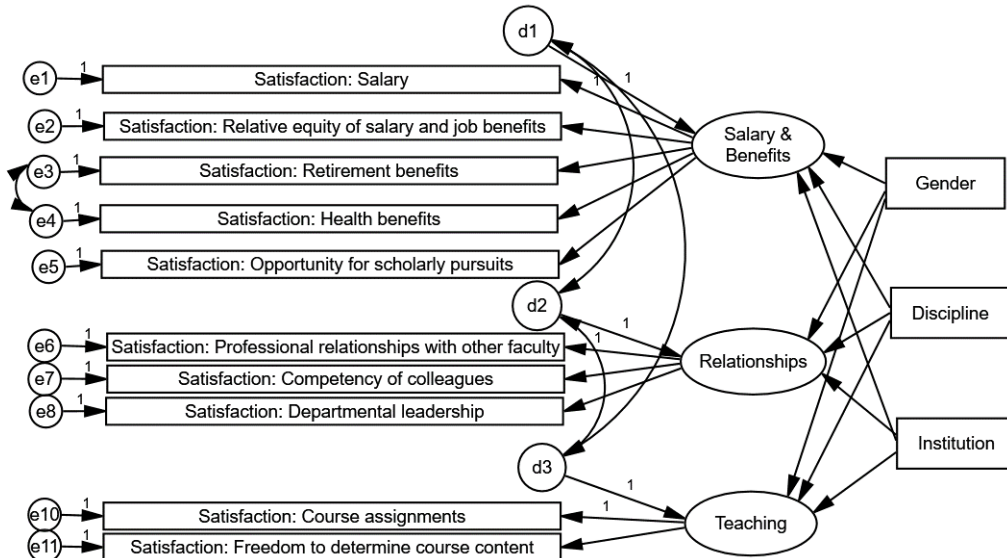 d1
1
1
e1
1
Satisfaction: Salary
e2
1
Satisfaction: Relative equity of salary and job benefits
Salary &
Benefits
e3
1
Satisfaction: Retirement benefits
Gender
e4
1
Satisfaction: Health benefits
e5
1
Satisfaction: Opportunity for scholarly pursuits
d2
Discipline
1
1
e6
1
Satisfaction: Professional relationships with other faculty
Relationships
e7
1
Satisfaction: Competency of colleagues
e8
1
Satisfaction: Departmental leadership
Institution
d3
1
1
e10
1
Satisfaction: Course assignments
Teaching
e11
1
Satisfaction: Freedom to determine course content